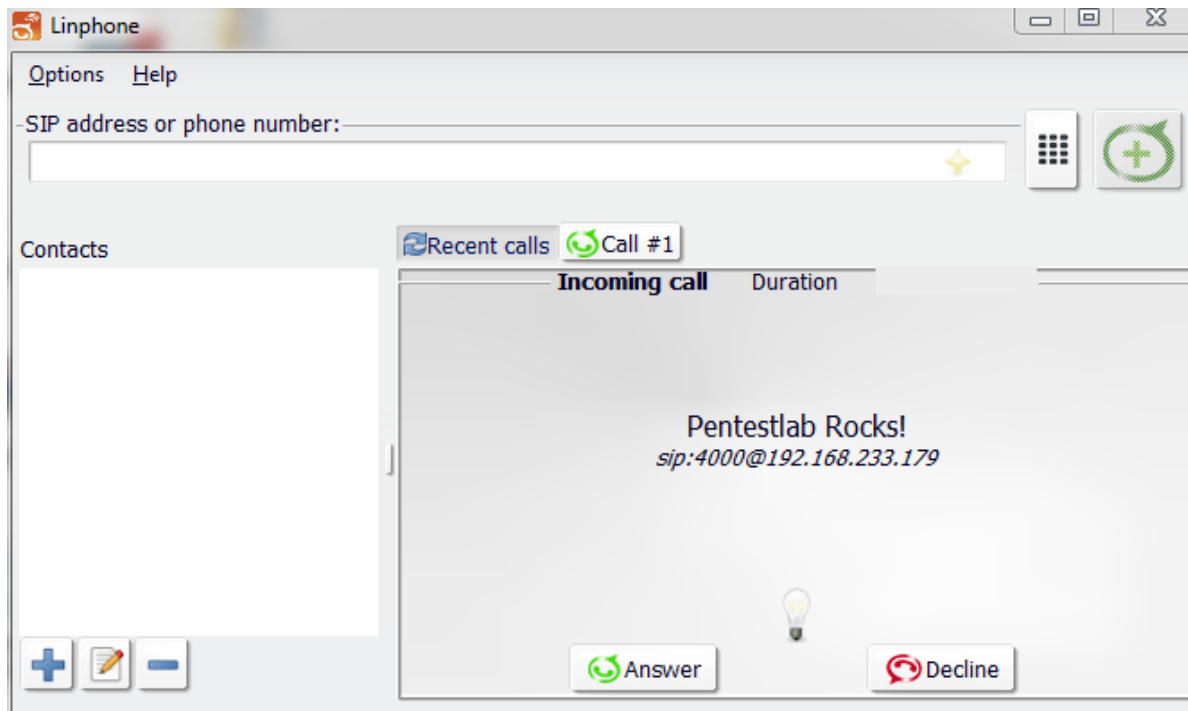 Linphone
Options Help
SIP address or phone number:
Contacts
Recent calls Call #1
Incoming call Duration
Pentestlab Rocks!
sip:4000@192.168.233.179
Answer Decline